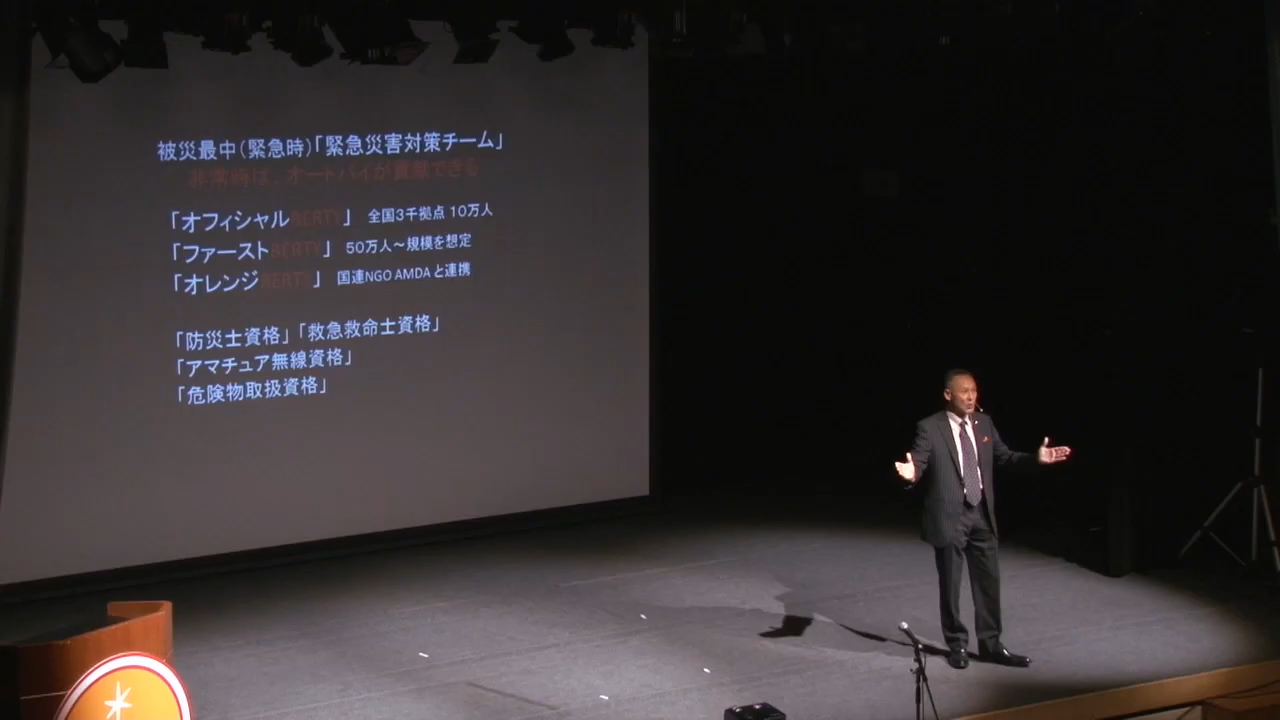 被災最中（緊急時）「緊急災害対策チーム」
非常時は、オートバイが貢献できる
「オフィシャルBERTY」 全国3千拠点 10万人
「ファーストBERTY」 50万人～規模を想定
「オレンジBERTY」 国連NGO AMDA と連携
「防災士資格」「救急救命士資格」
「アマチュア無線資格」
「危険物取扱資格」